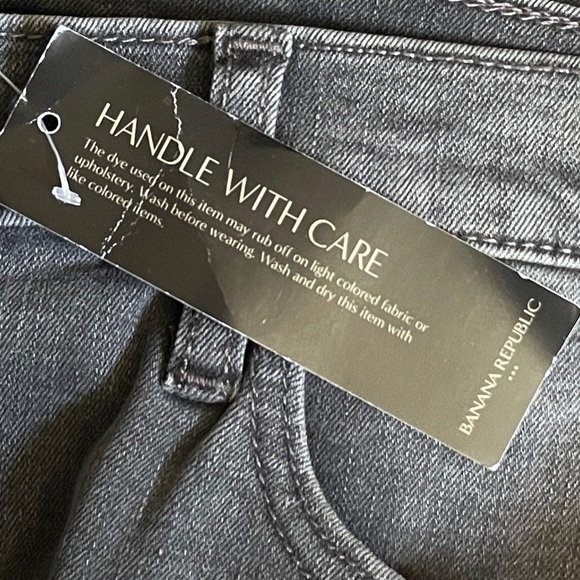 HANDLE WITH CARE
The dye used on this item may rub off on light colored fabric or
upholstery. Wash before wearing. Wash and dry this item with
like colored items.
BANANA REPUBLIC